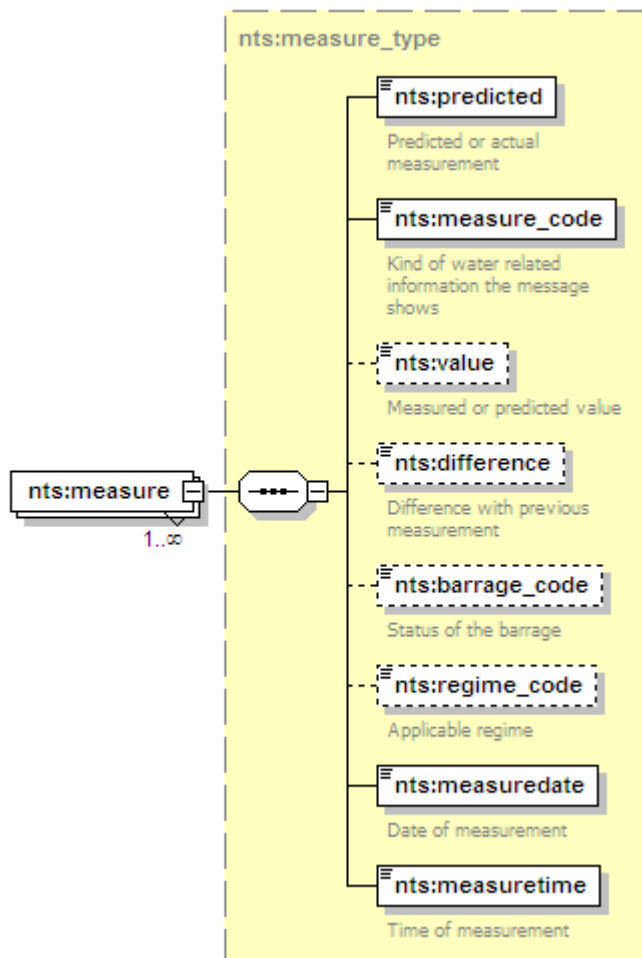 nts:measure_type
nts:predicted
Predicted or actual
measurement
nts:measure_code
Kind of water related
information the message
shows
nts:value
Measured or predicted value
nts:measure
1..∞
nts:difference
Difference with previous
measurement
nts:barrage_code
Status of the barrage
nts:regime_code
Applicable regime
nts:measuredate
Date of measurement
nts:measuretime
Time of measurement